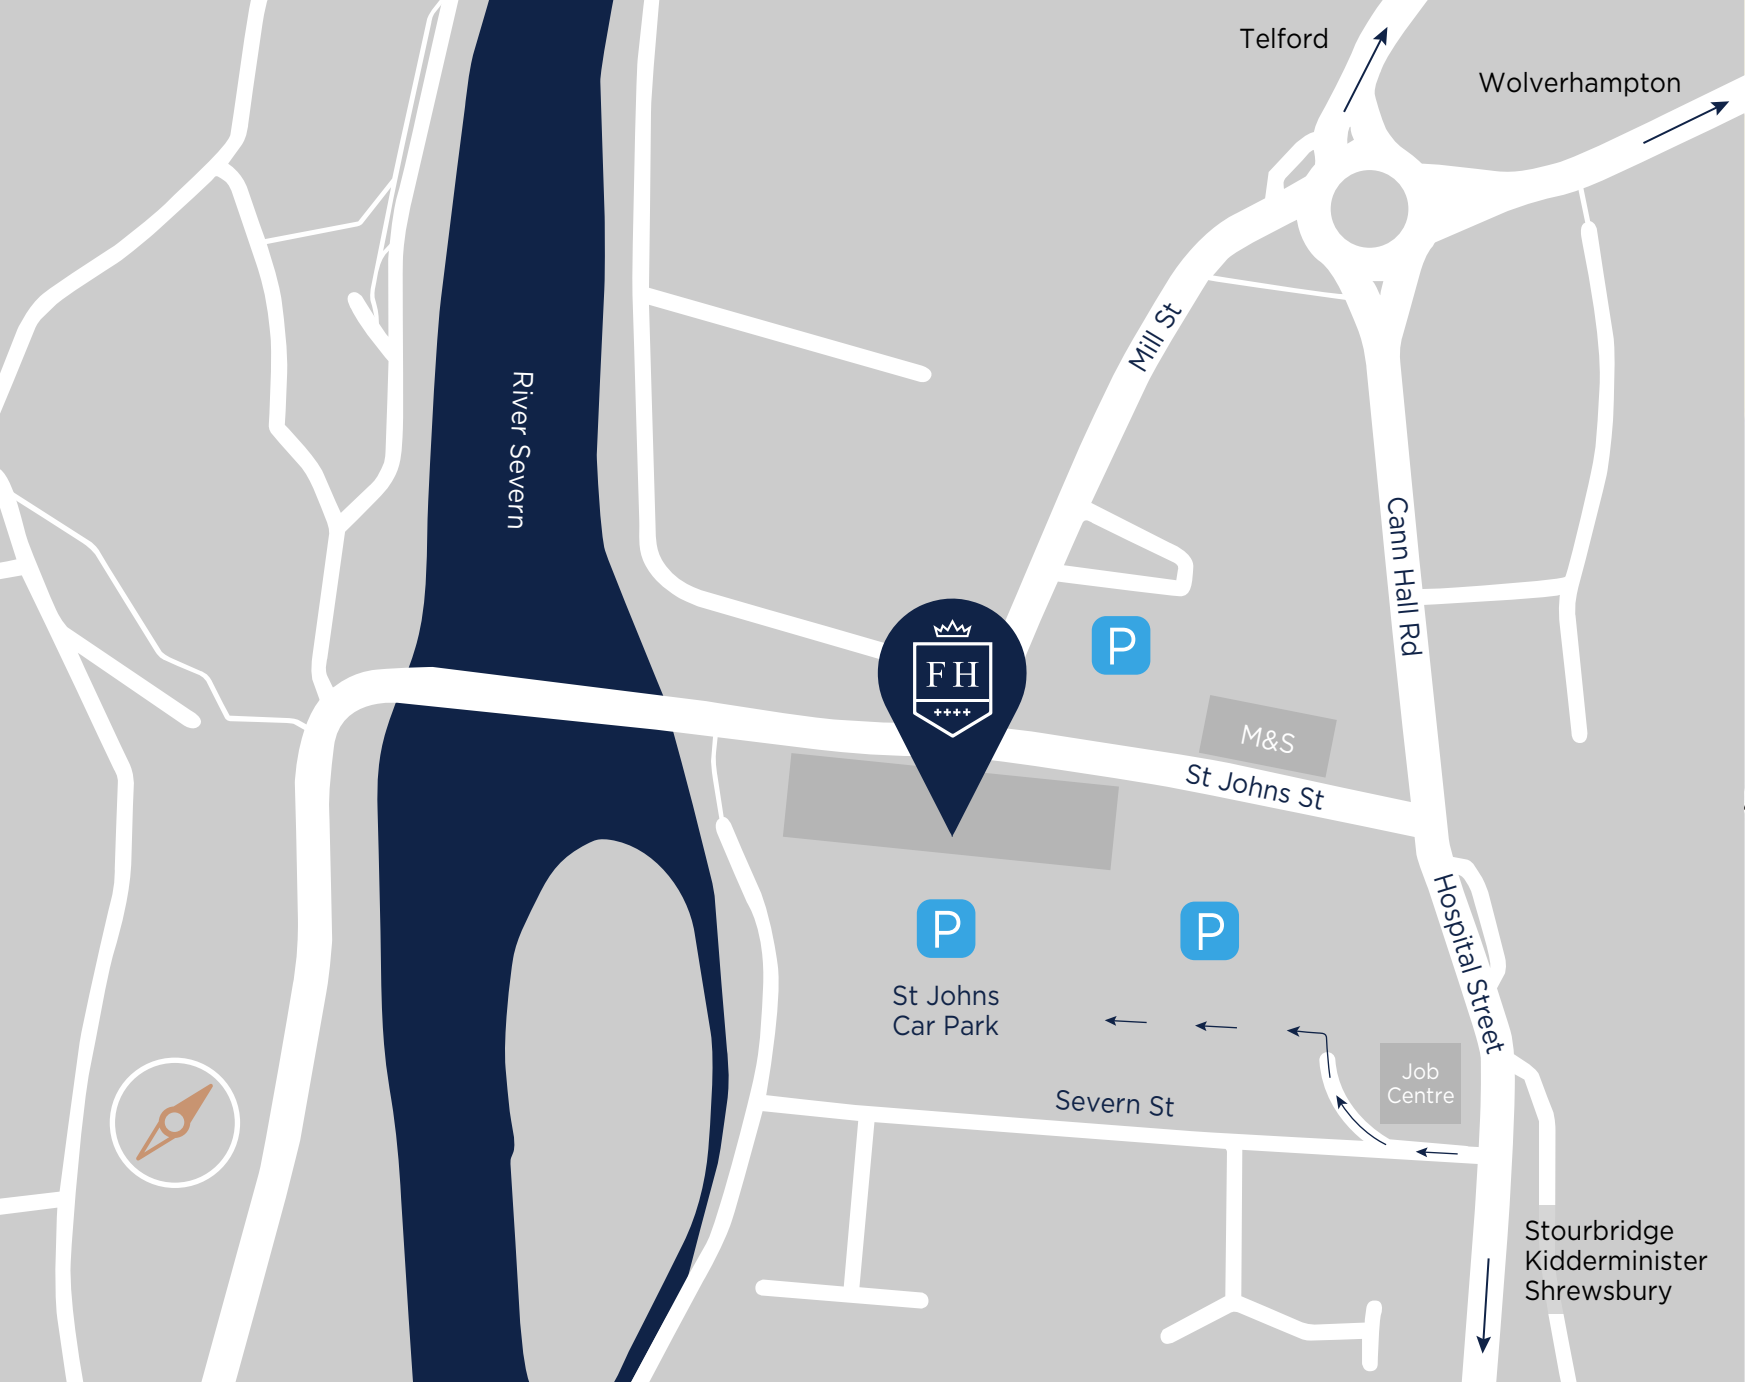 Telford
Wolverhampton
Mill St
River Severn
Cann Hall Rd
P
FH
++++
M&S
St Johns St
Hospital Street
P
P
St Johns
Car Park
Job
Centre
Severn St
Stourbridge
Kidderminister
Shrewsbury